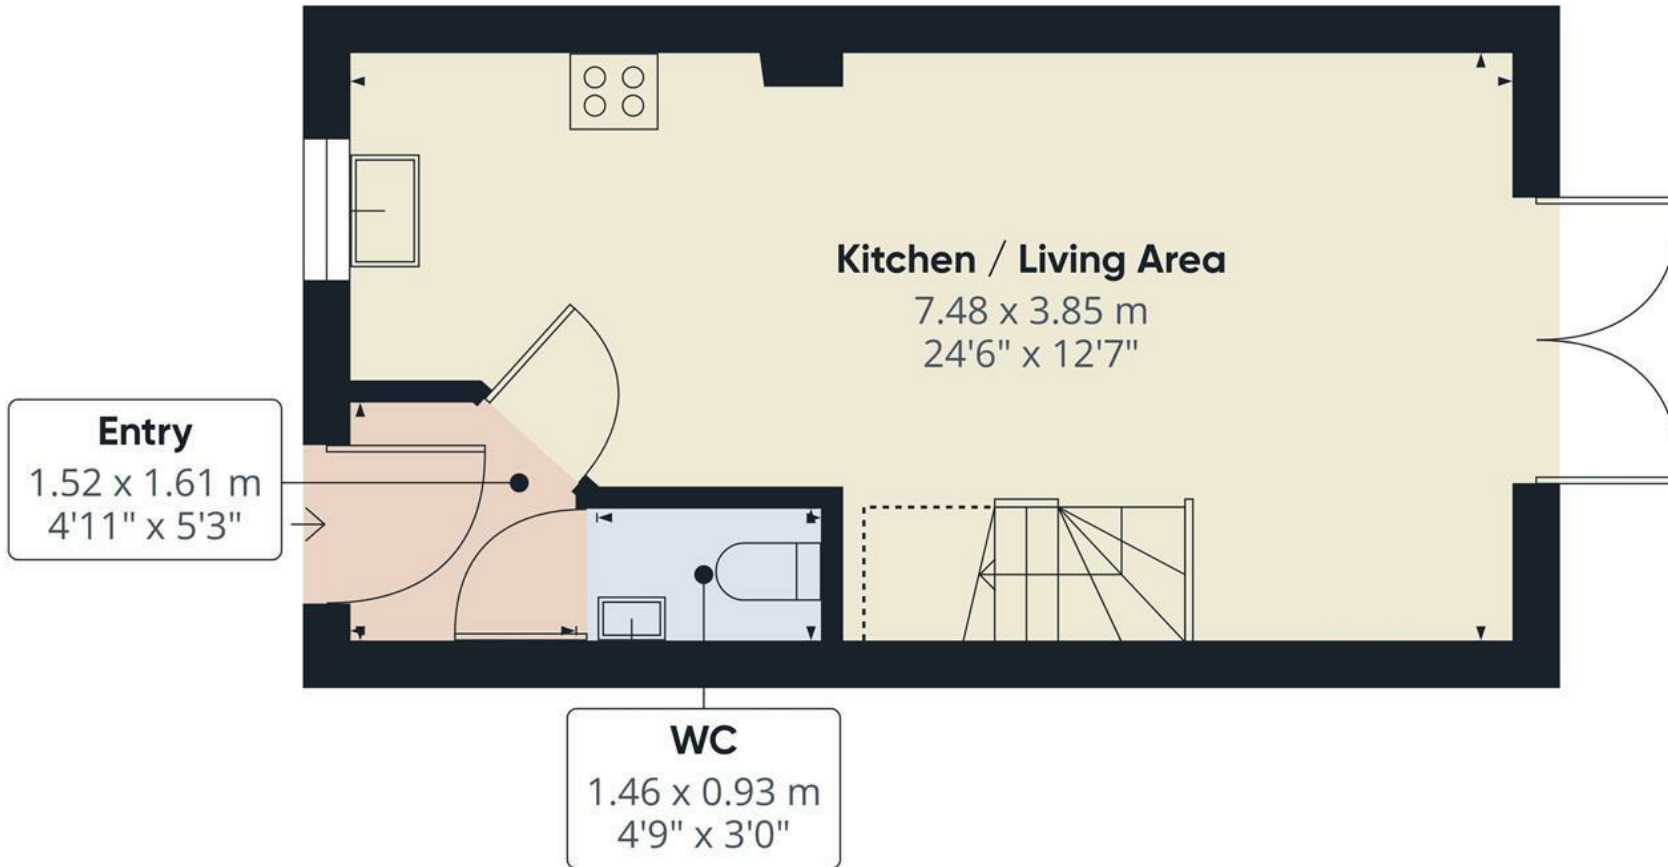 Kitchen / Living Area
7.48 x 3.85 m
24'6" x 12'7"
Entry
1.52 x 1.61 m
4'11" x 5'3"
WC
1.46 x 0.93 m
4'9" x 3'0"